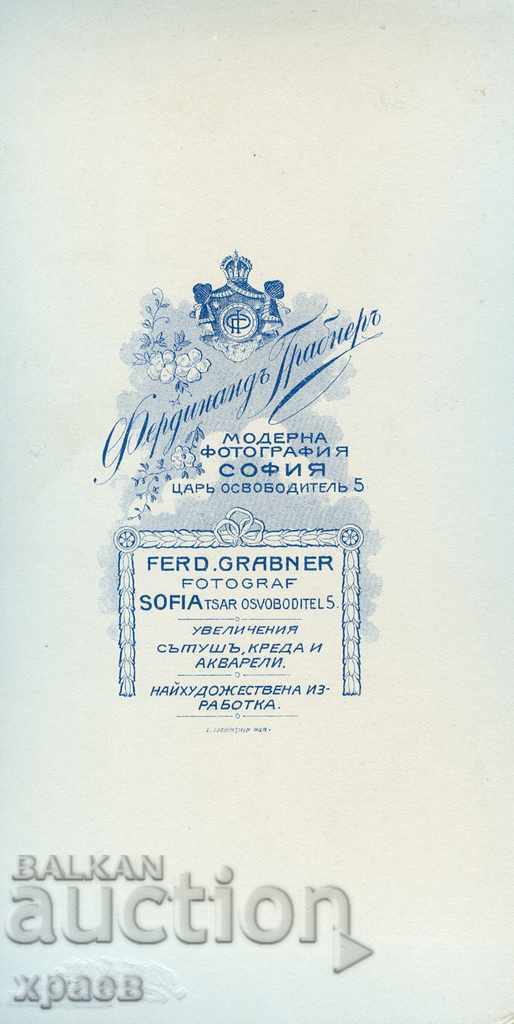 Фердинандъ Грабнеръ
МОДЕРНА
ФОТОГРАФИЯ
СОФИЯ
ЦАРЬ ОСВОБОДИТЕЛЬ 5
FERD. GRABNER
FOTOGRAF
SOFIA TSAR OSVOBODITEL 5.
УВЕЛИЧЕНИЯ
СЪТУШЪ, КРЕДА И
АКВАРЕЛИ.
НАЙХУДОЖЕСТВЕНА ИЗ-
РАБОТКА.
BALKAN
auction
храов